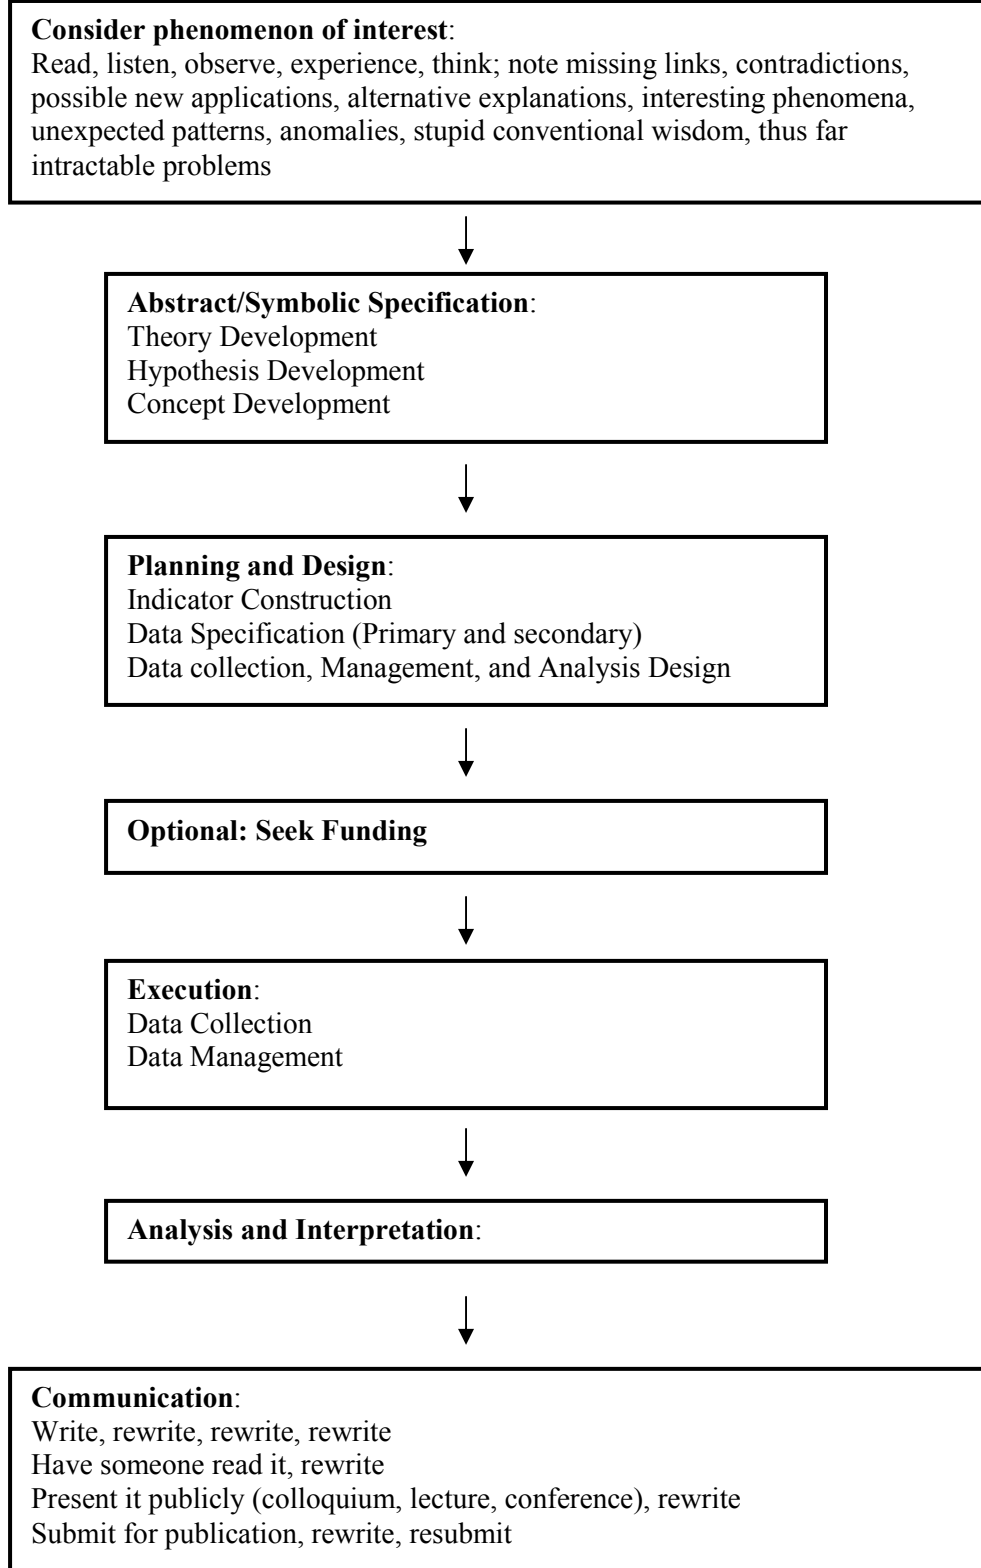 Consider phenomenon of interest:
Read, listen, observe, experience, think; note missing links, contradictions,
possible new applications, alternative explanations, interesting phenomena,
unexpected patterns, anomalies, stupid conventional wisdom, thus far
intractable problems
Abstract/Symbolic Specification:
Theory Development
Hypothesis Development
Concept Development
Planning and Design:
Indicator Construction
Data Specification (Primary and secondary)
Data collection, Management, and Analysis Design
Optional: Seek Funding
Execution:
Data Collection
Data Management
Analysis and Interpretation:
Communication:
Write, rewrite, rewrite, rewrite
Have someone read it, rewrite
Present it publicly (colloquium, lecture, conference), rewrite
Submit for publication, rewrite, resubmit